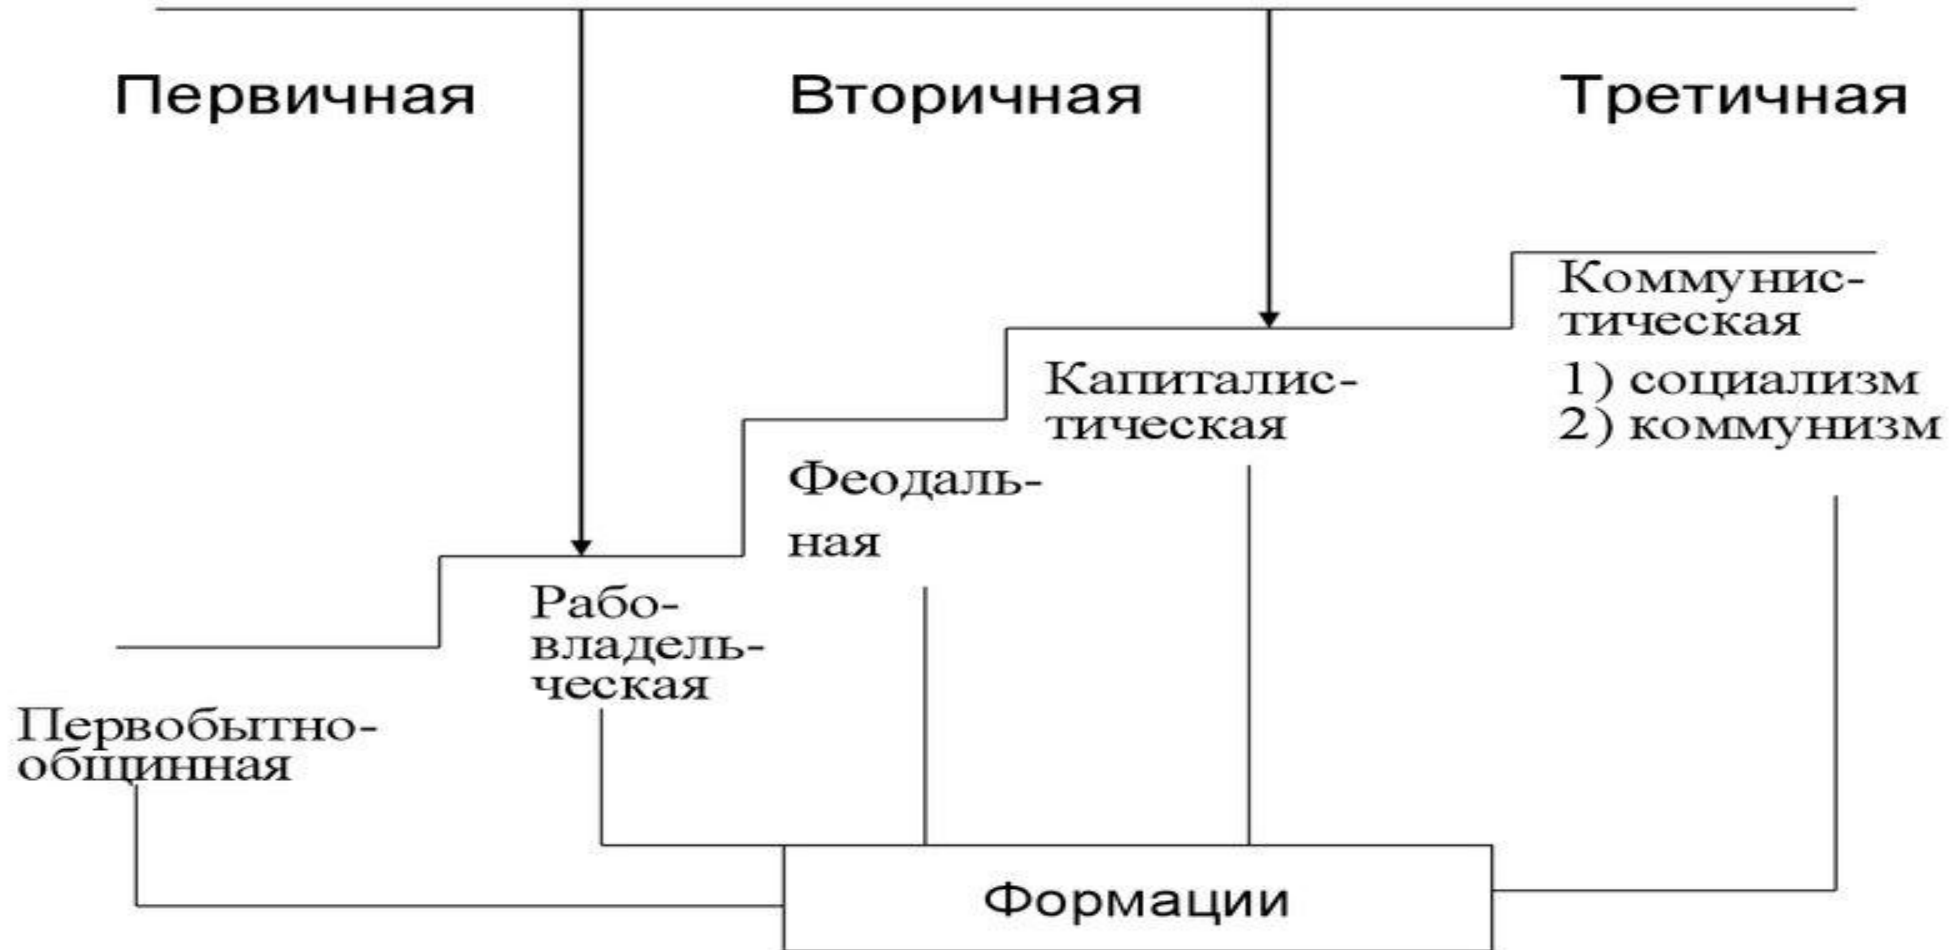 Первичная
Вторичная
Третичная
Коммунис-
тическая
1) социализм
2) коммунизм
Капиталис-
тическая
Феодаль-
ная
Рабо-
владель-
ческая
Первобытно-
общинная
Формации